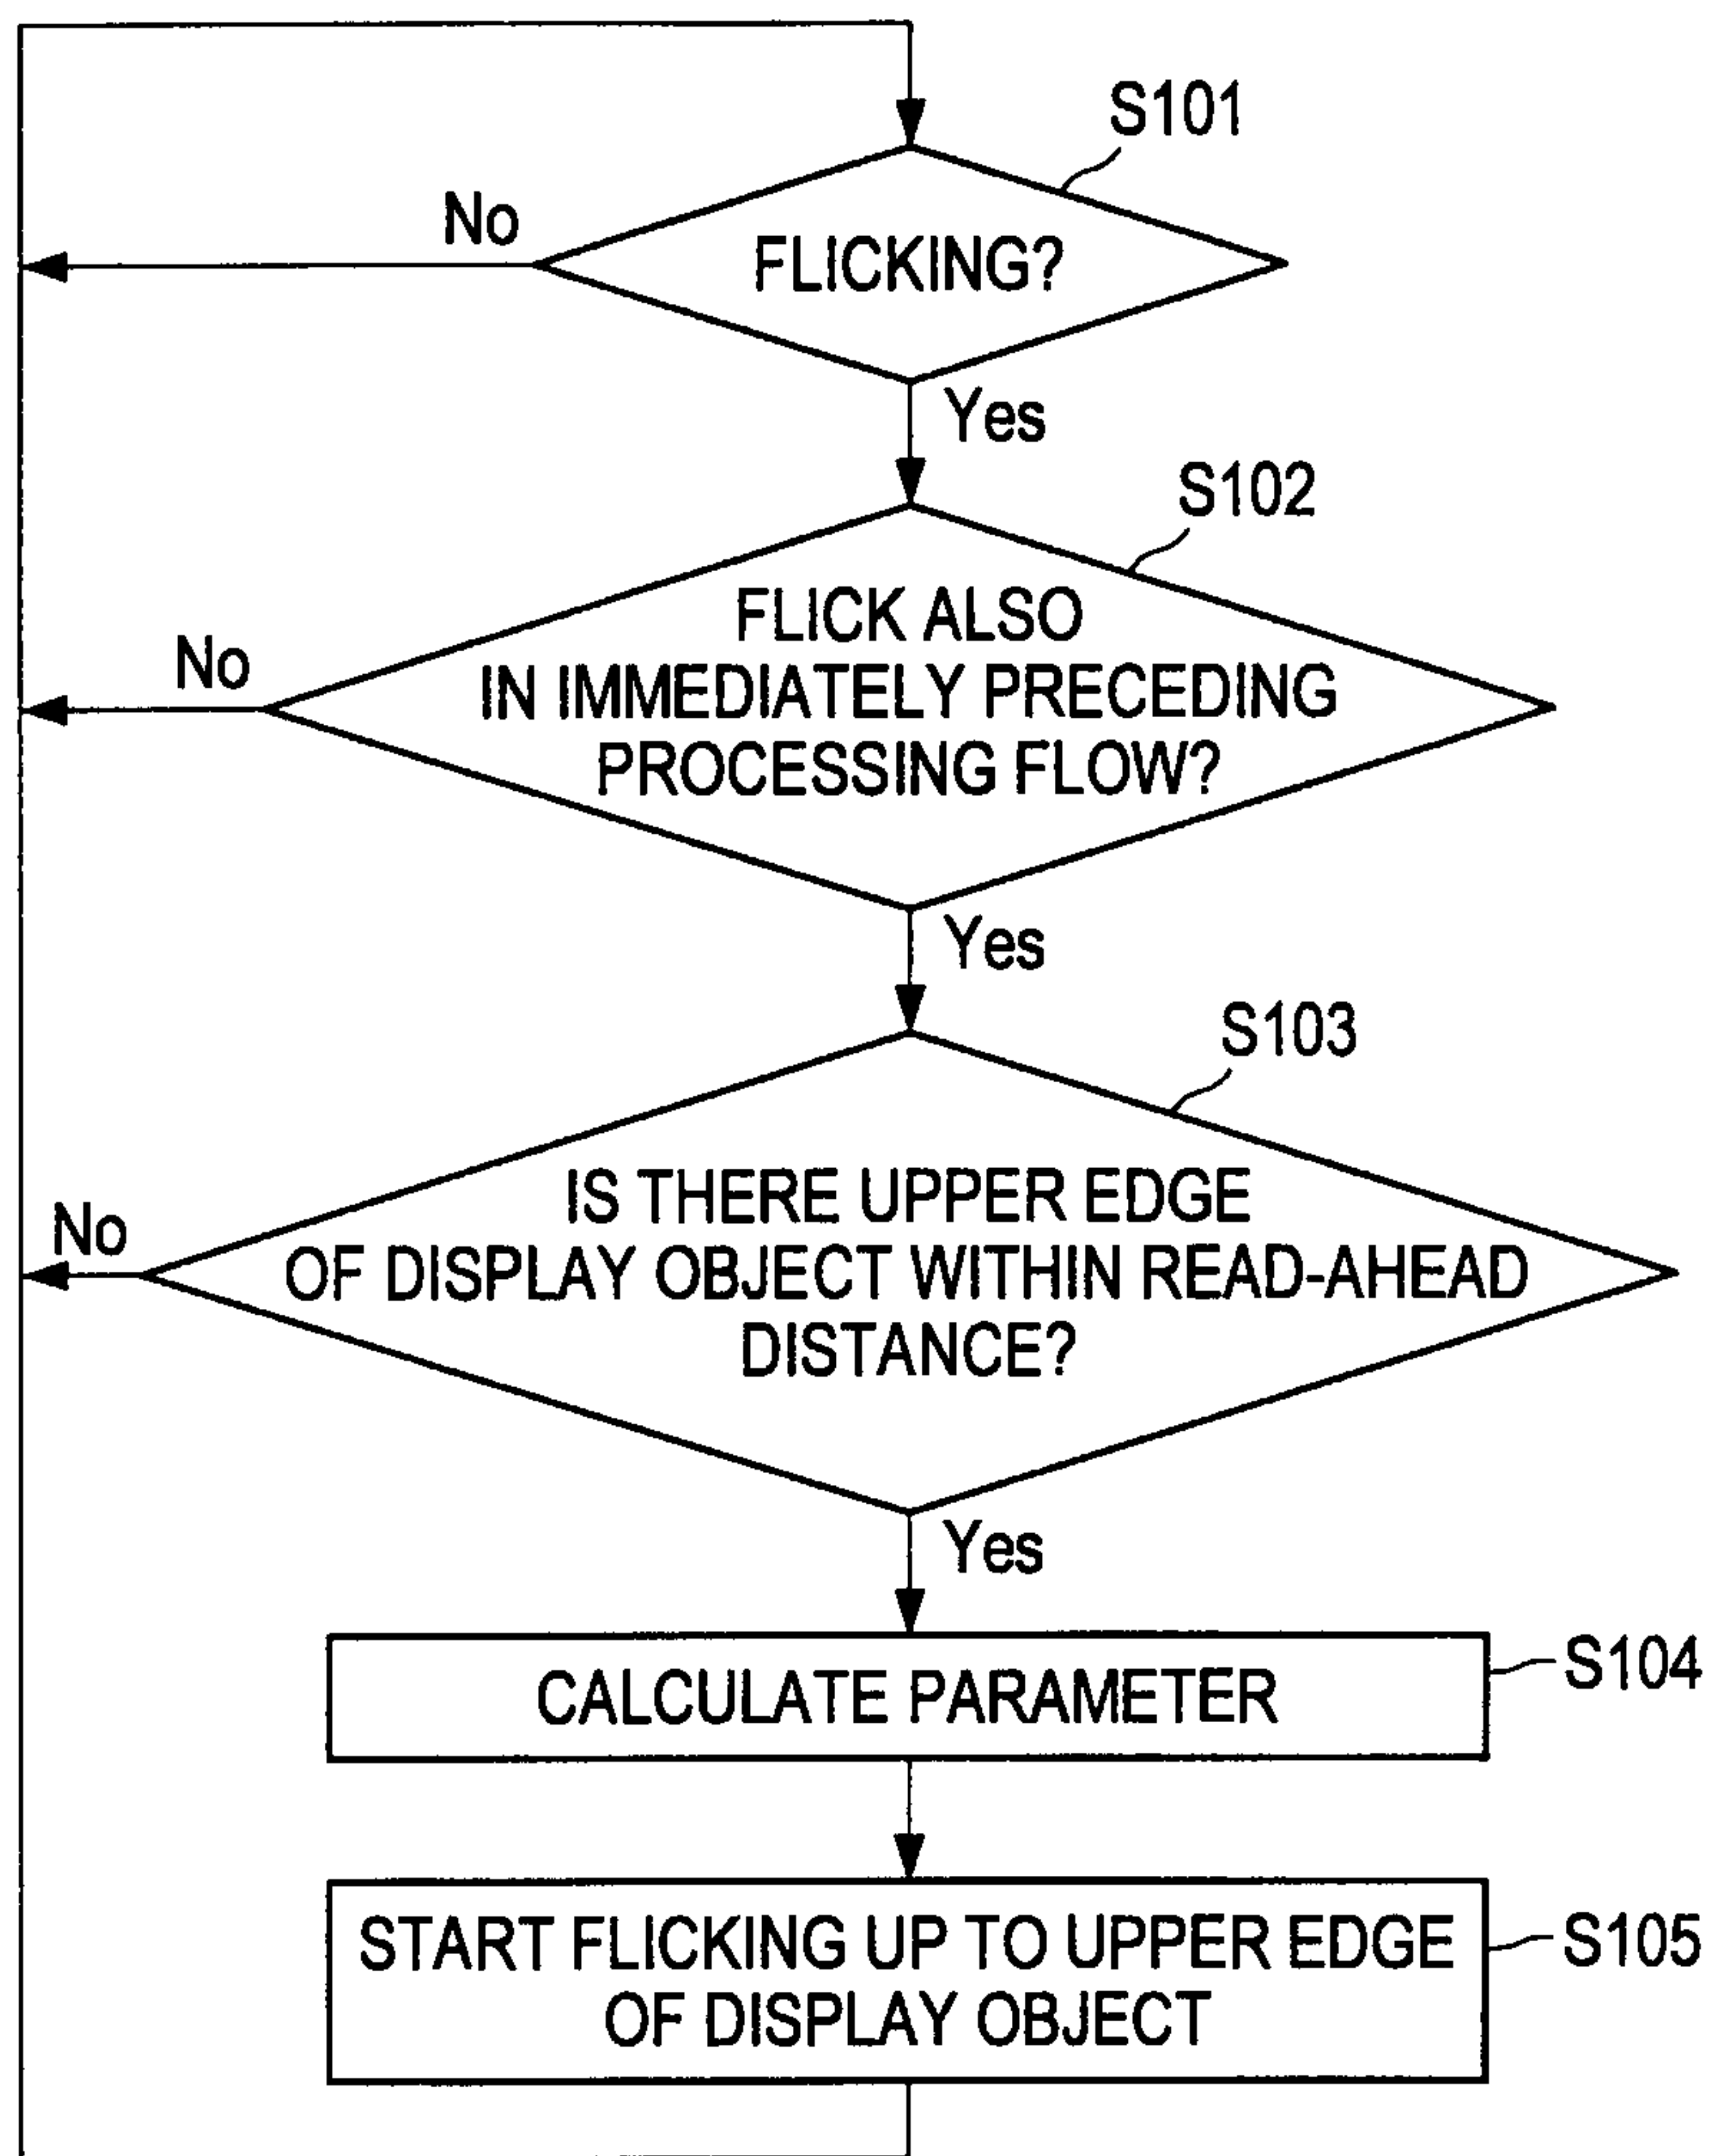 S101
No
FLICKING?
Yes
S102
No
FLICK ALSO
IN IMMEDIATELY PRECEDING
PROCESSING FLOW?
Yes
S103
No
IS THERE UPPER EDGE
OF DISPLAY OBJECT WITHIN READ-AHEAD
DISTANCE?
Yes
CALCULATE PARAMETER
S104
START FLICKING UP TO UPPER EDGE
OF DISPLAY OBJECT
S105